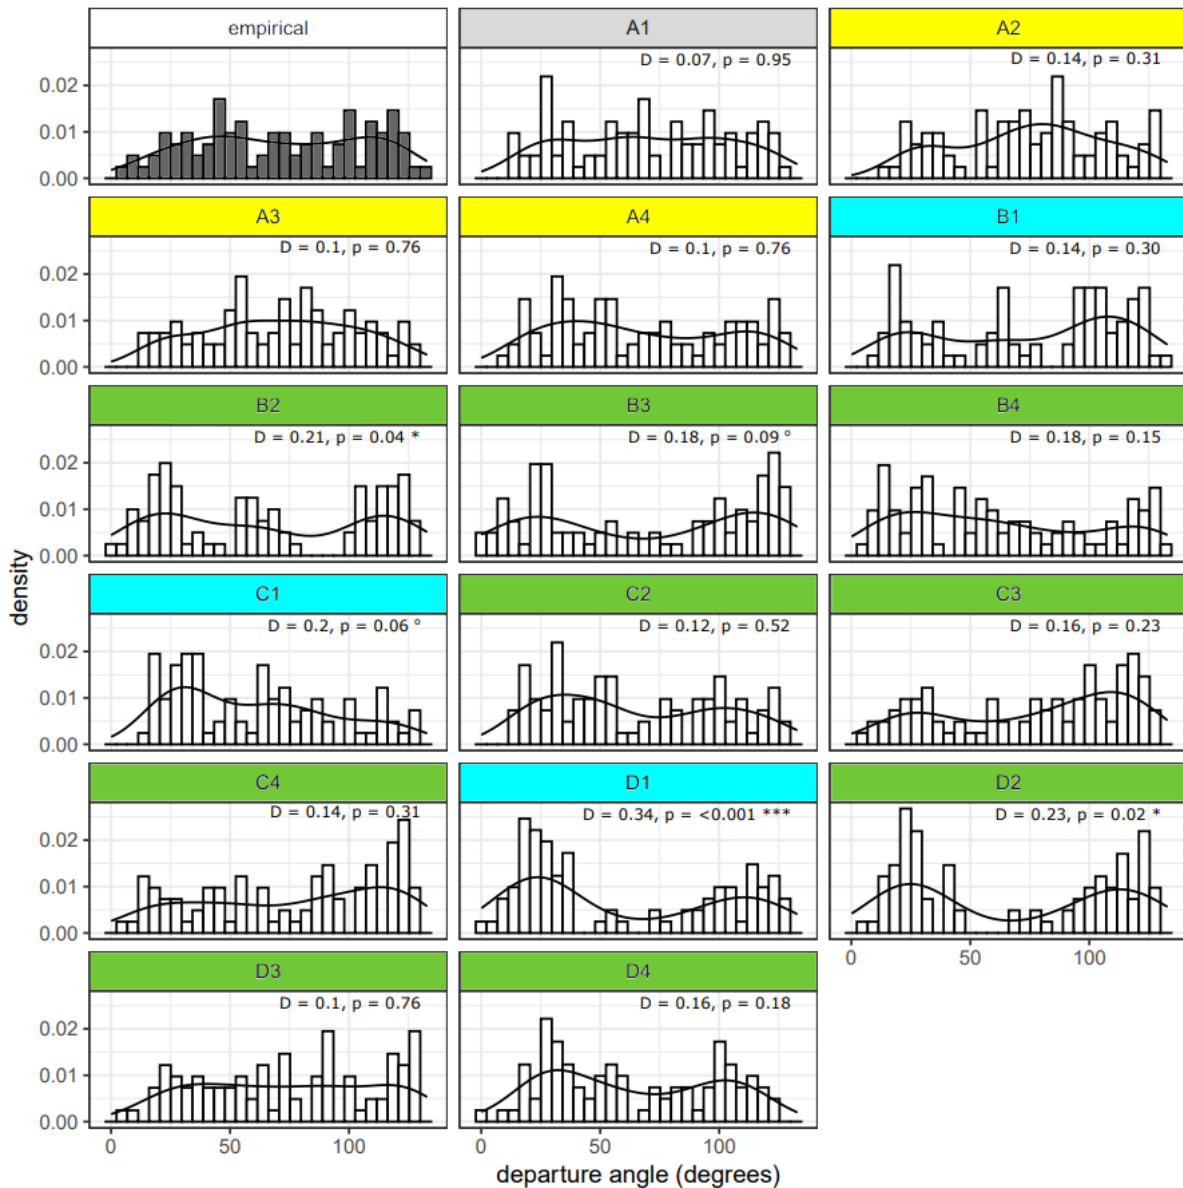 empirical
A1
A2
D = 0.07, p = 0.95
D = 0.14, p = 0.31
0.02
0.01
0.00
A3
A4
B1
D = 0.1, p = 0.76
D = 0.1, p = 0.76
D = 0.14, p = 0.30
0.02
0.01
0.00
B2
B3
B4
D = 0.21, p = 0.04 *
D = 0.18, p = 0.09 °
D = 0.18, p = 0.15
0.02
0.01
0.00
density
C1
C2
C3
D = 0.2, p = 0.06 °
D = 0.12, p = 0.52
D = 0.16, p = 0.23
0.02
0.01
0.00
C4
D1
D2
D = 0.14, p = 0.31
D = 0.34, p = <0.001 ***
D = 0.23, p = 0.02 *
0.02
0.01
0.00
0 50 100
D3
D4
D = 0.1, p = 0.76
D = 0.16, p = 0.18
0.02
0.01
0.00
0 50 100
0 50 100
departure angle (degrees)